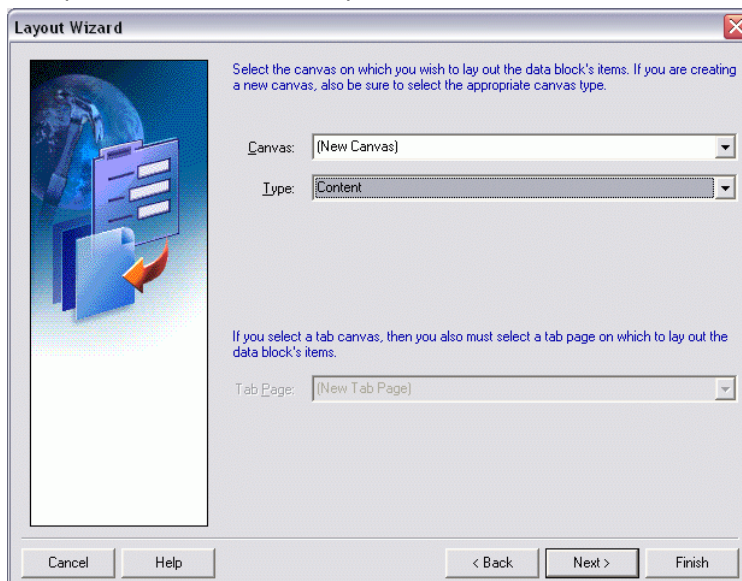 Layout Wizard
Select the canvas on which you wish to lay out the data block's items. If you are creating
a new canvas, also be sure to select the appropriate canvas type.
Canvas: (New Canvas)
Type: Content
If you select a tab canvas, then you also must select a tab page on which to lay out the
data block's items.
Tab Page: (New Tab Page)
Cancel Help < Back Next > Finish